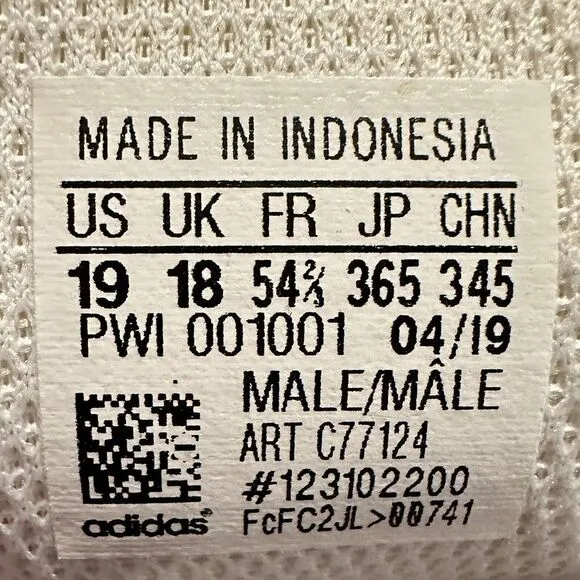 MADE IN INDONESIA
US UK FR JP CHN
19 18 54⅔ 365 345
PWI 001001 04/19
MALE/MÂLE
ART C77124
#123102200
adidas® FcFC2JL>00741